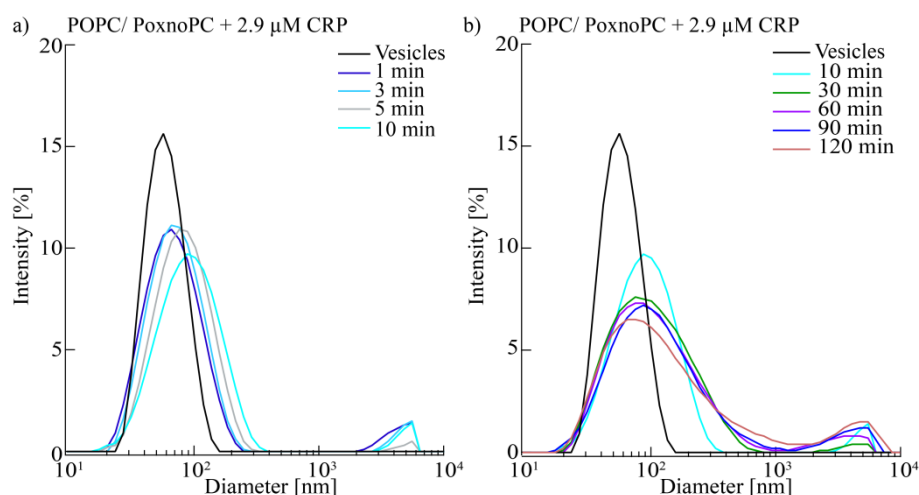 a) POPC/ PoxnoPC + 2.9 µM CRP
20
15
10
5
0
Intensity [%]
Vesicles
1 min
3 min
5 min
10 min
10¹ 10² 10³ 10⁴
Diameter [nm]
b) POPC/ PoxnoPC + 2.9 µM CRP
20
15
10
5
0
Intensity [%]
Vesicles
10 min
30 min
60 min
90 min
120 min
10¹ 10² 10³ 10⁴
Diameter [nm]